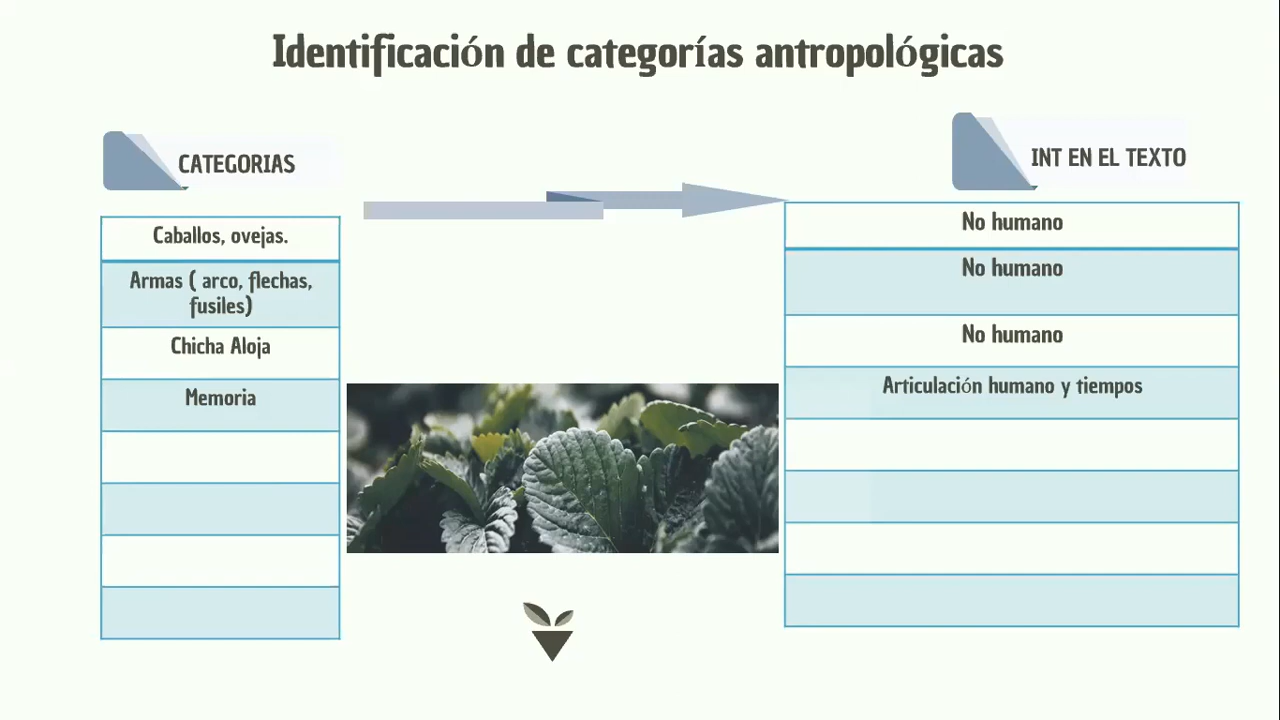 Identificación de categorías antropológicas
CATEGORIAS
INT EN EL TEXTO
Caballos, ovejas.
No humano
Armas ( arco, flechas,
fusiles)
No humano
Chicha Aloja
No humano
Memoria
Articulación humano y tiempos